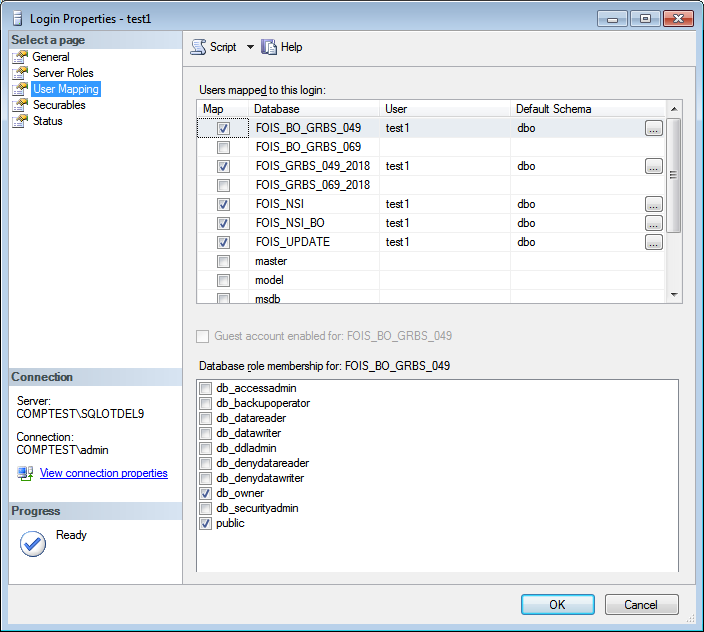 Login Properties - test1
Select a page
General
Server Roles
User Mapping
Securables
Status
Script
Help
Users mapped to this login:
Map Database User Default Schema
FOIS_BO_GRBS_049 test1 dbo ...
FOIS_BO_GRBS_069
FOIS_GRBS_049_2018 test1 dbo ...
FOIS_GRBS_069_2018
FOIS_NSI test1 dbo ...
FOIS_NSI_BO test1 dbo ...
FOIS_UPDATE test1 dbo ...
master
model
msdb
Guest account enabled for: FOIS_BO_GRBS_049
Database role membership for: FOIS_BO_GRBS_049
db_accessadmin
db_backupoperator
db_datareader
db_datawriter
db_ddladmin
db_denydatareader
db_denydatawriter
db_owner
db_securityadmin
public
Connection
Server:
COMPTEST\SQLOTDEL9
Connection:
COMPTEST\admin
View connection properties
Progress
Ready
OK
Cancel